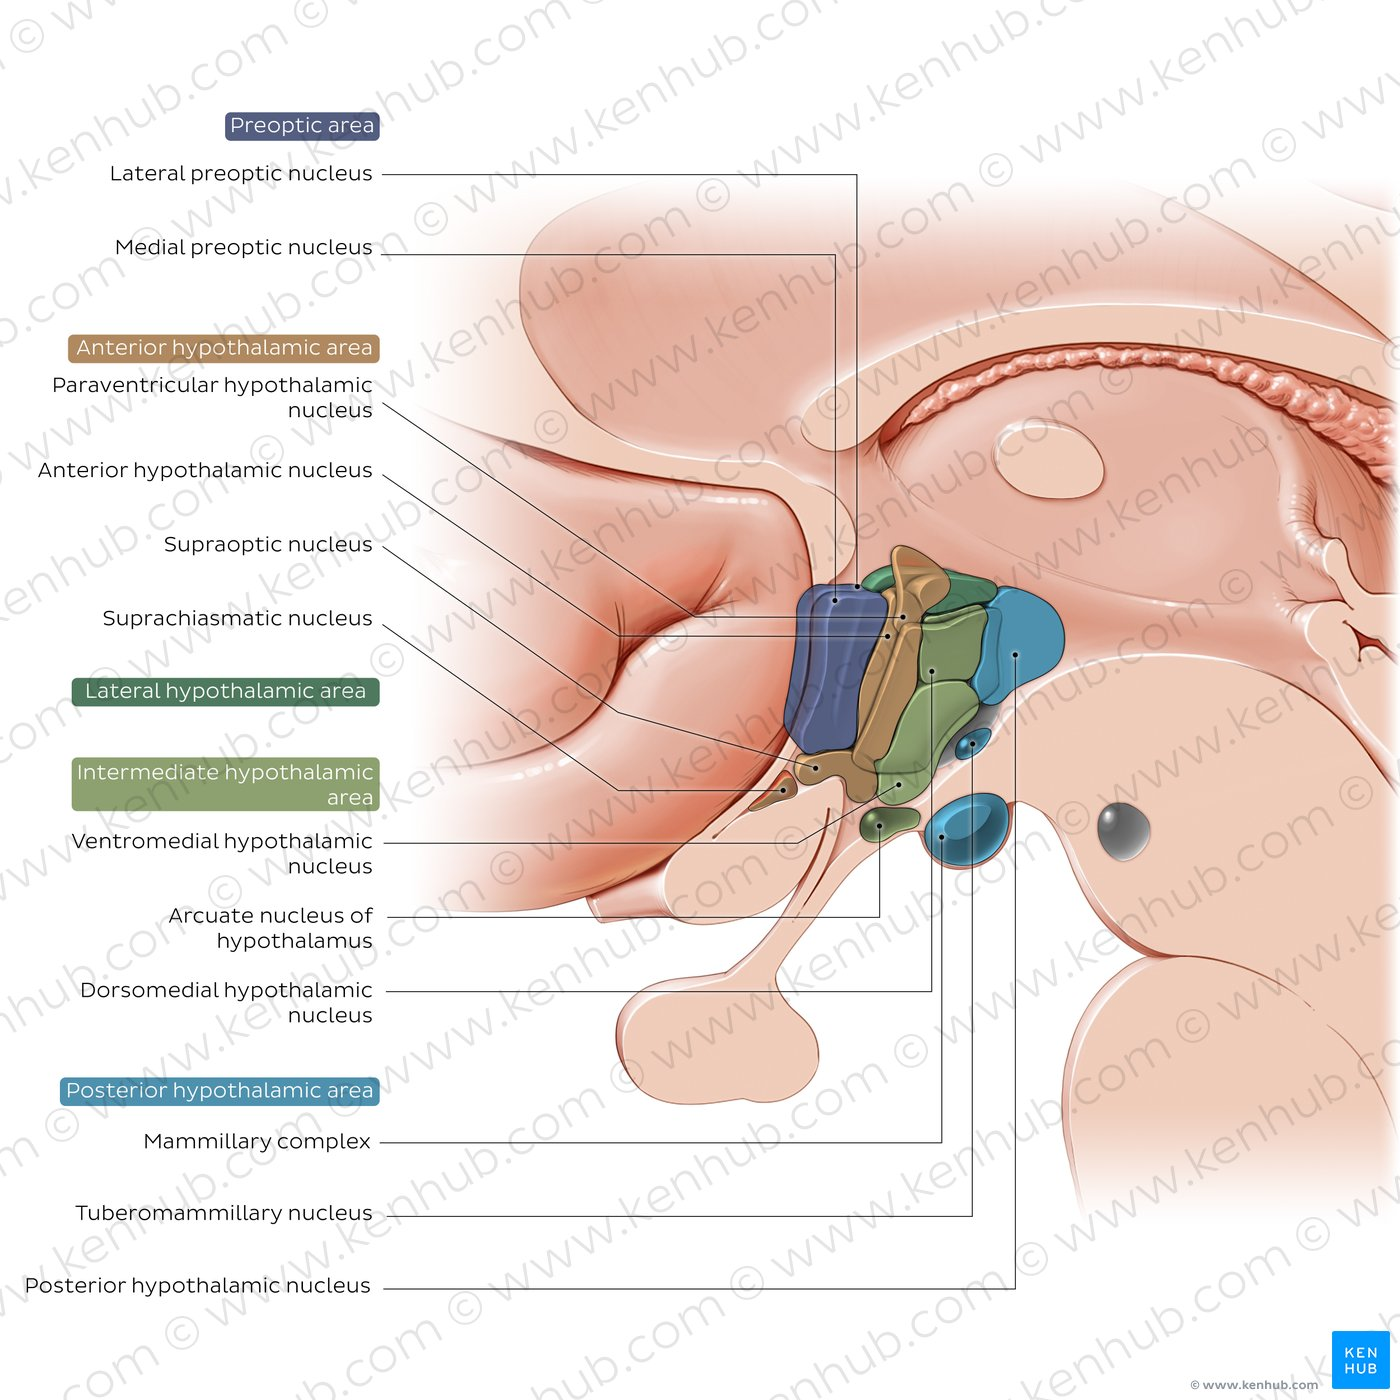 Preoptic area
Lateral preoptic nucleus
Medial preoptic nucleus
Anterior hypothalamic area
Paraventricular hypothalamic
nucleus
Anterior hypothalamic nucleus
Supraoptic nucleus
Suprachiasmatic nucleus
Lateral hypothalamic area
Intermediate hypothalamic
area
Ventromedial hypothalamic
nucleus
Arcuate nucleus of
hypothalamus
Dorsomedial hypothalamic
nucleus
Posterior hypothalamic area
Mammillary complex
Tuberomammillary nucleus
Posterior hypothalamic nucleus
KEN
HUB
© www.kenhub.com